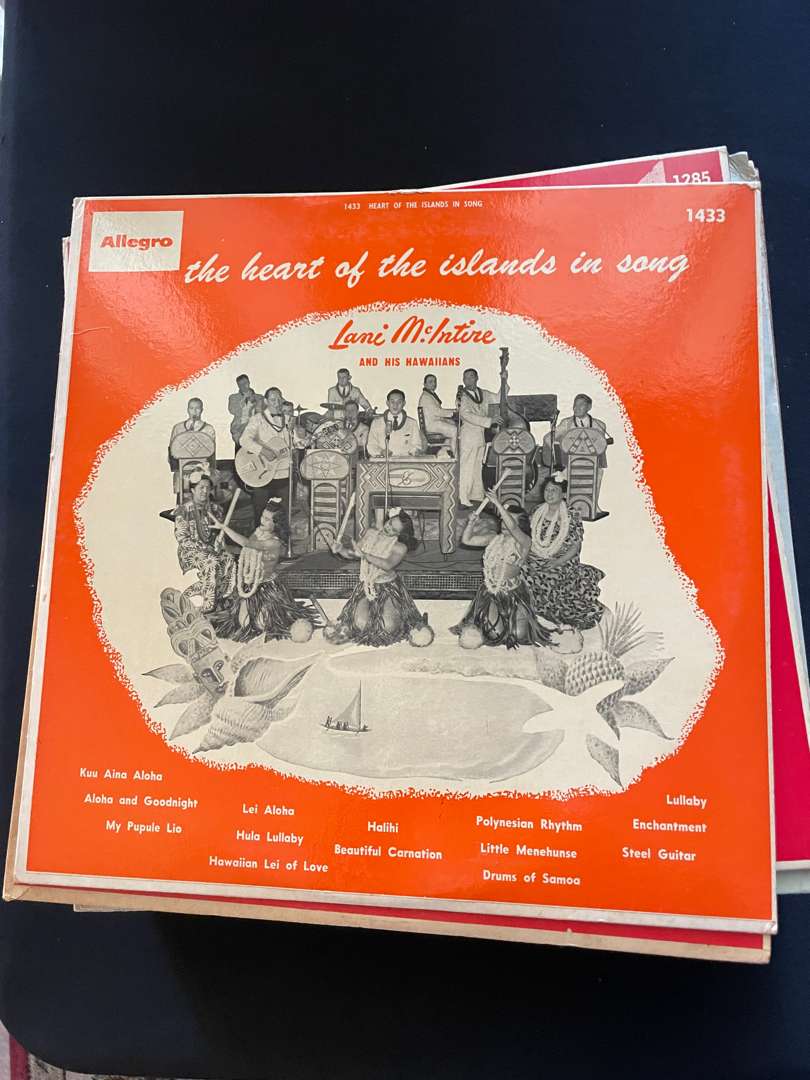 1285
1433 HEART OF THE ISLANDS IN SONG
1433
Allegro
the heart of the islands in song
Lani McIntire
AND HIS HAWAIIANS
Kuu Aina Aloha
Aloha and Goodnight
My Pupule Lio
Lei Aloha
Hula Lullaby
Hawaiian Lei of Love
Halihi
Beautiful Carnation
Polynesian Rhythm
Little Menehunse
Drums of Samoa
Lullaby
Enchantment
Steel Guitar